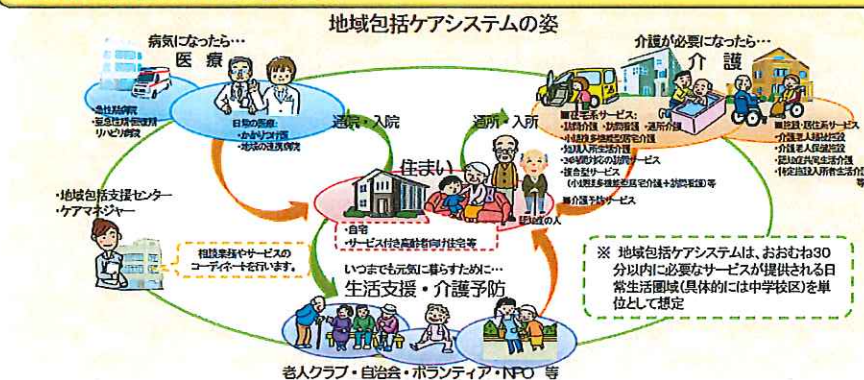 地域包括ケアシステムの姿
病気になったら…
医療
・急性期病院
・亜急性期・回復期
リハビリ病院
日常の医療:
・かかりつけ医
・地域の連携病院
通院・入院
通所・入所
介護が必要になったら…
介護
■在宅系サービス:
・訪問介護 ・訪問看護 ・通所介護
・小規模多機能型居宅介護
・短期入所生活介護
・24時間対応の訪問サービス
・複合型サービス
(小規模多機能型居宅介護+訪問看護)等
■介護予防サービス
■施設・居住系サービス
・介護老人福祉施設
・介護老人保健施設
・認知症共同生活介護
・特定施設入所者生活介護
等
住まい
認知症の人
・自宅
・サービス付き高齢者向け住宅等
・地域包括支援センター
・ケアマネジャー
相談業務やサービスの
コーディネートを行います。
いつまでも元気に暮らすために…
生活支援・介護予防
老人クラブ・自治会・ボランティア・NPO 等
※ 地域包括ケアシステムは、おおむね30
分以内に必要なサービスが提供される日
常生活圏域(具体的には中学校区)を単
位として想定